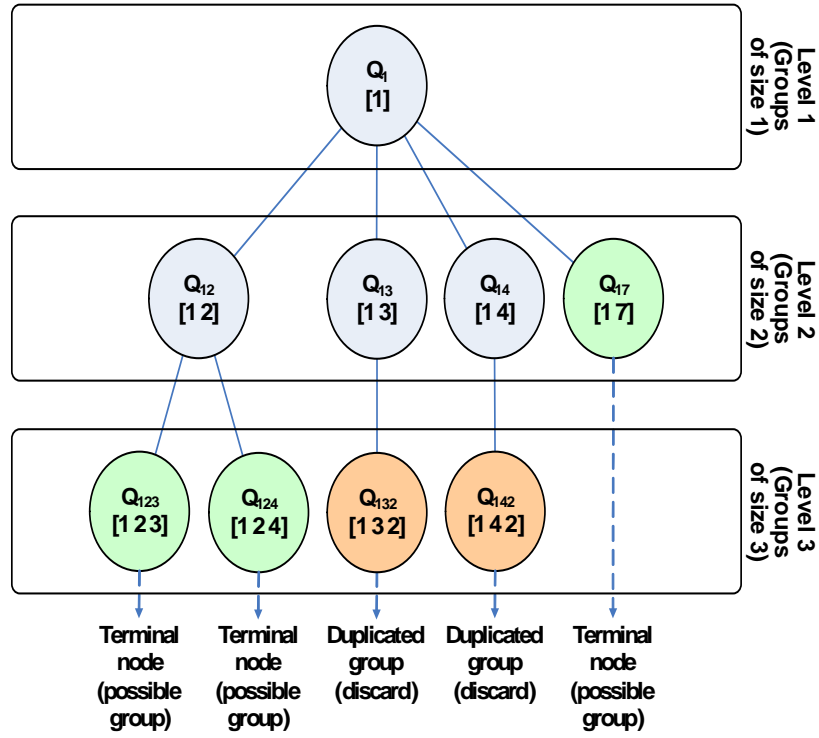 Q1
[1]
Level 1
(Groups
of size 1)
Q12
[1 2]
Q13
[1 3]
Q14
[1 4]
Q17
[1 7]
Level 2
(Groups
of size 2)
Q123
[1 2 3]
Q124
[1 2 4]
Q132
[1 3 2]
Q142
[1 4 2]
Level 3
(Groups
of size 3)
Terminal
node
(possible
group)
Terminal
node
(possible
group)
Duplicated
group
(discard)
Duplicated
group
(discard)
Terminal
node
(possible
group)